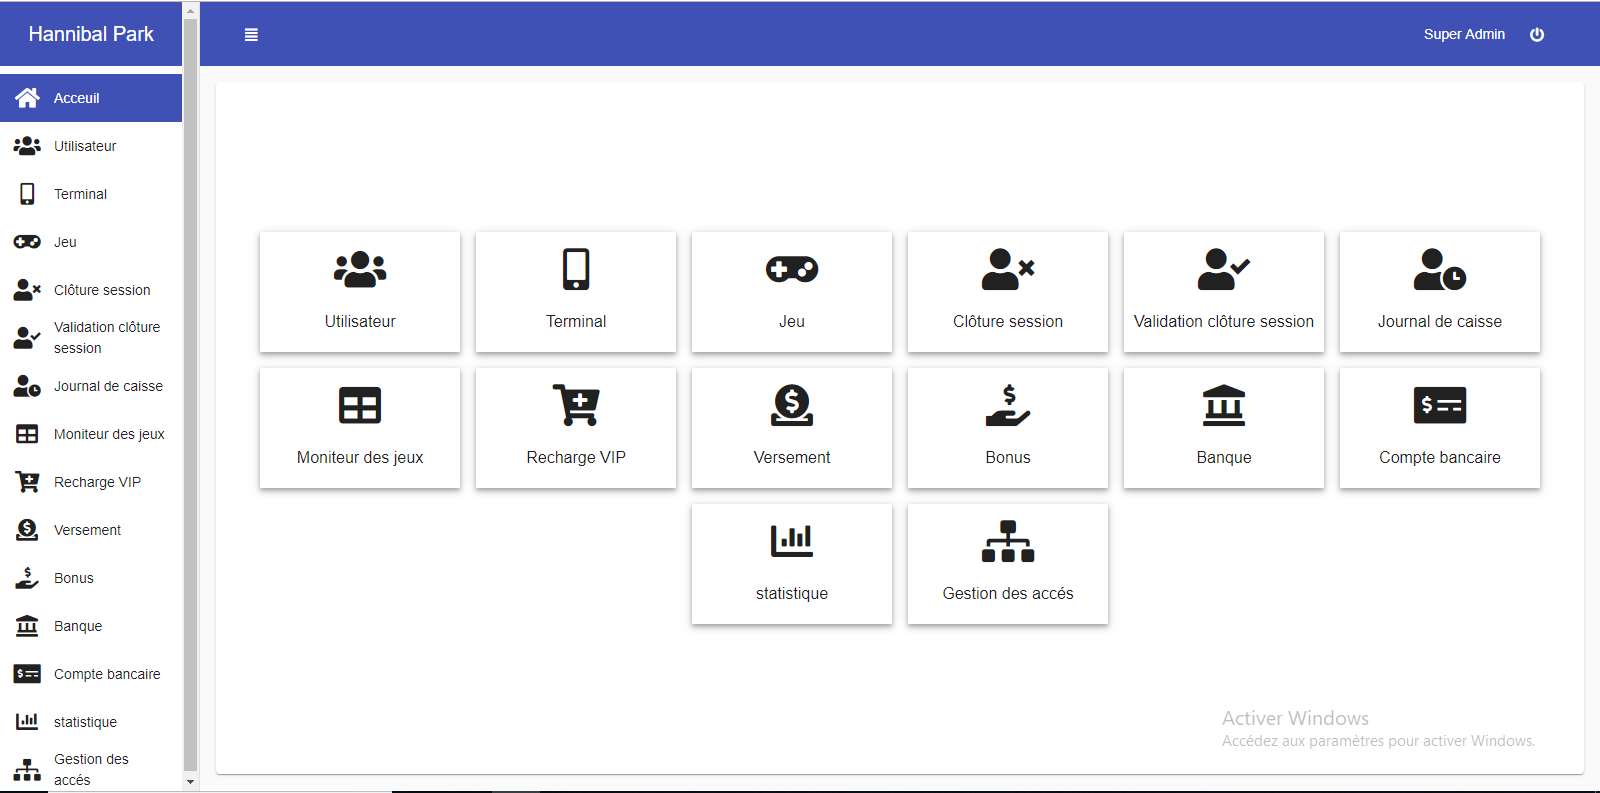 Hannibal Park
Super Admin
Acceuil
Utilisateur
Terminal
Jeu
Clôture session
Validation clôture
session
Journal de caisse
Moniteur des jeux
Recharge VIP
Versement
Bonus
Banque
Compte bancaire
statistique
Gestion des
accés
Utilisateur
Terminal
Jeu
Clôture session
Validation clôture session
Journal de caisse
Moniteur des jeux
Recharge VIP
Versement
Bonus
Banque
Compte bancaire
statistique
Gestion des accés
Activer Windows
Accédez aux paramètres pour activer Windows.